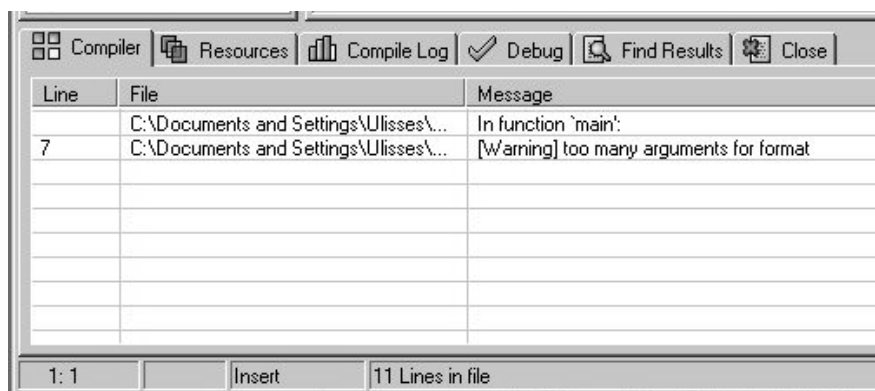 Compiler Resources Compile Log Debug Find Results Close
Line File Message
C:\Documents and Settings\Ulisses\... In function `main':
7 C:\Documents and Settings\Ulisses\... [Warning] too many arguments for format
1: 1 Insert 11 Lines in file